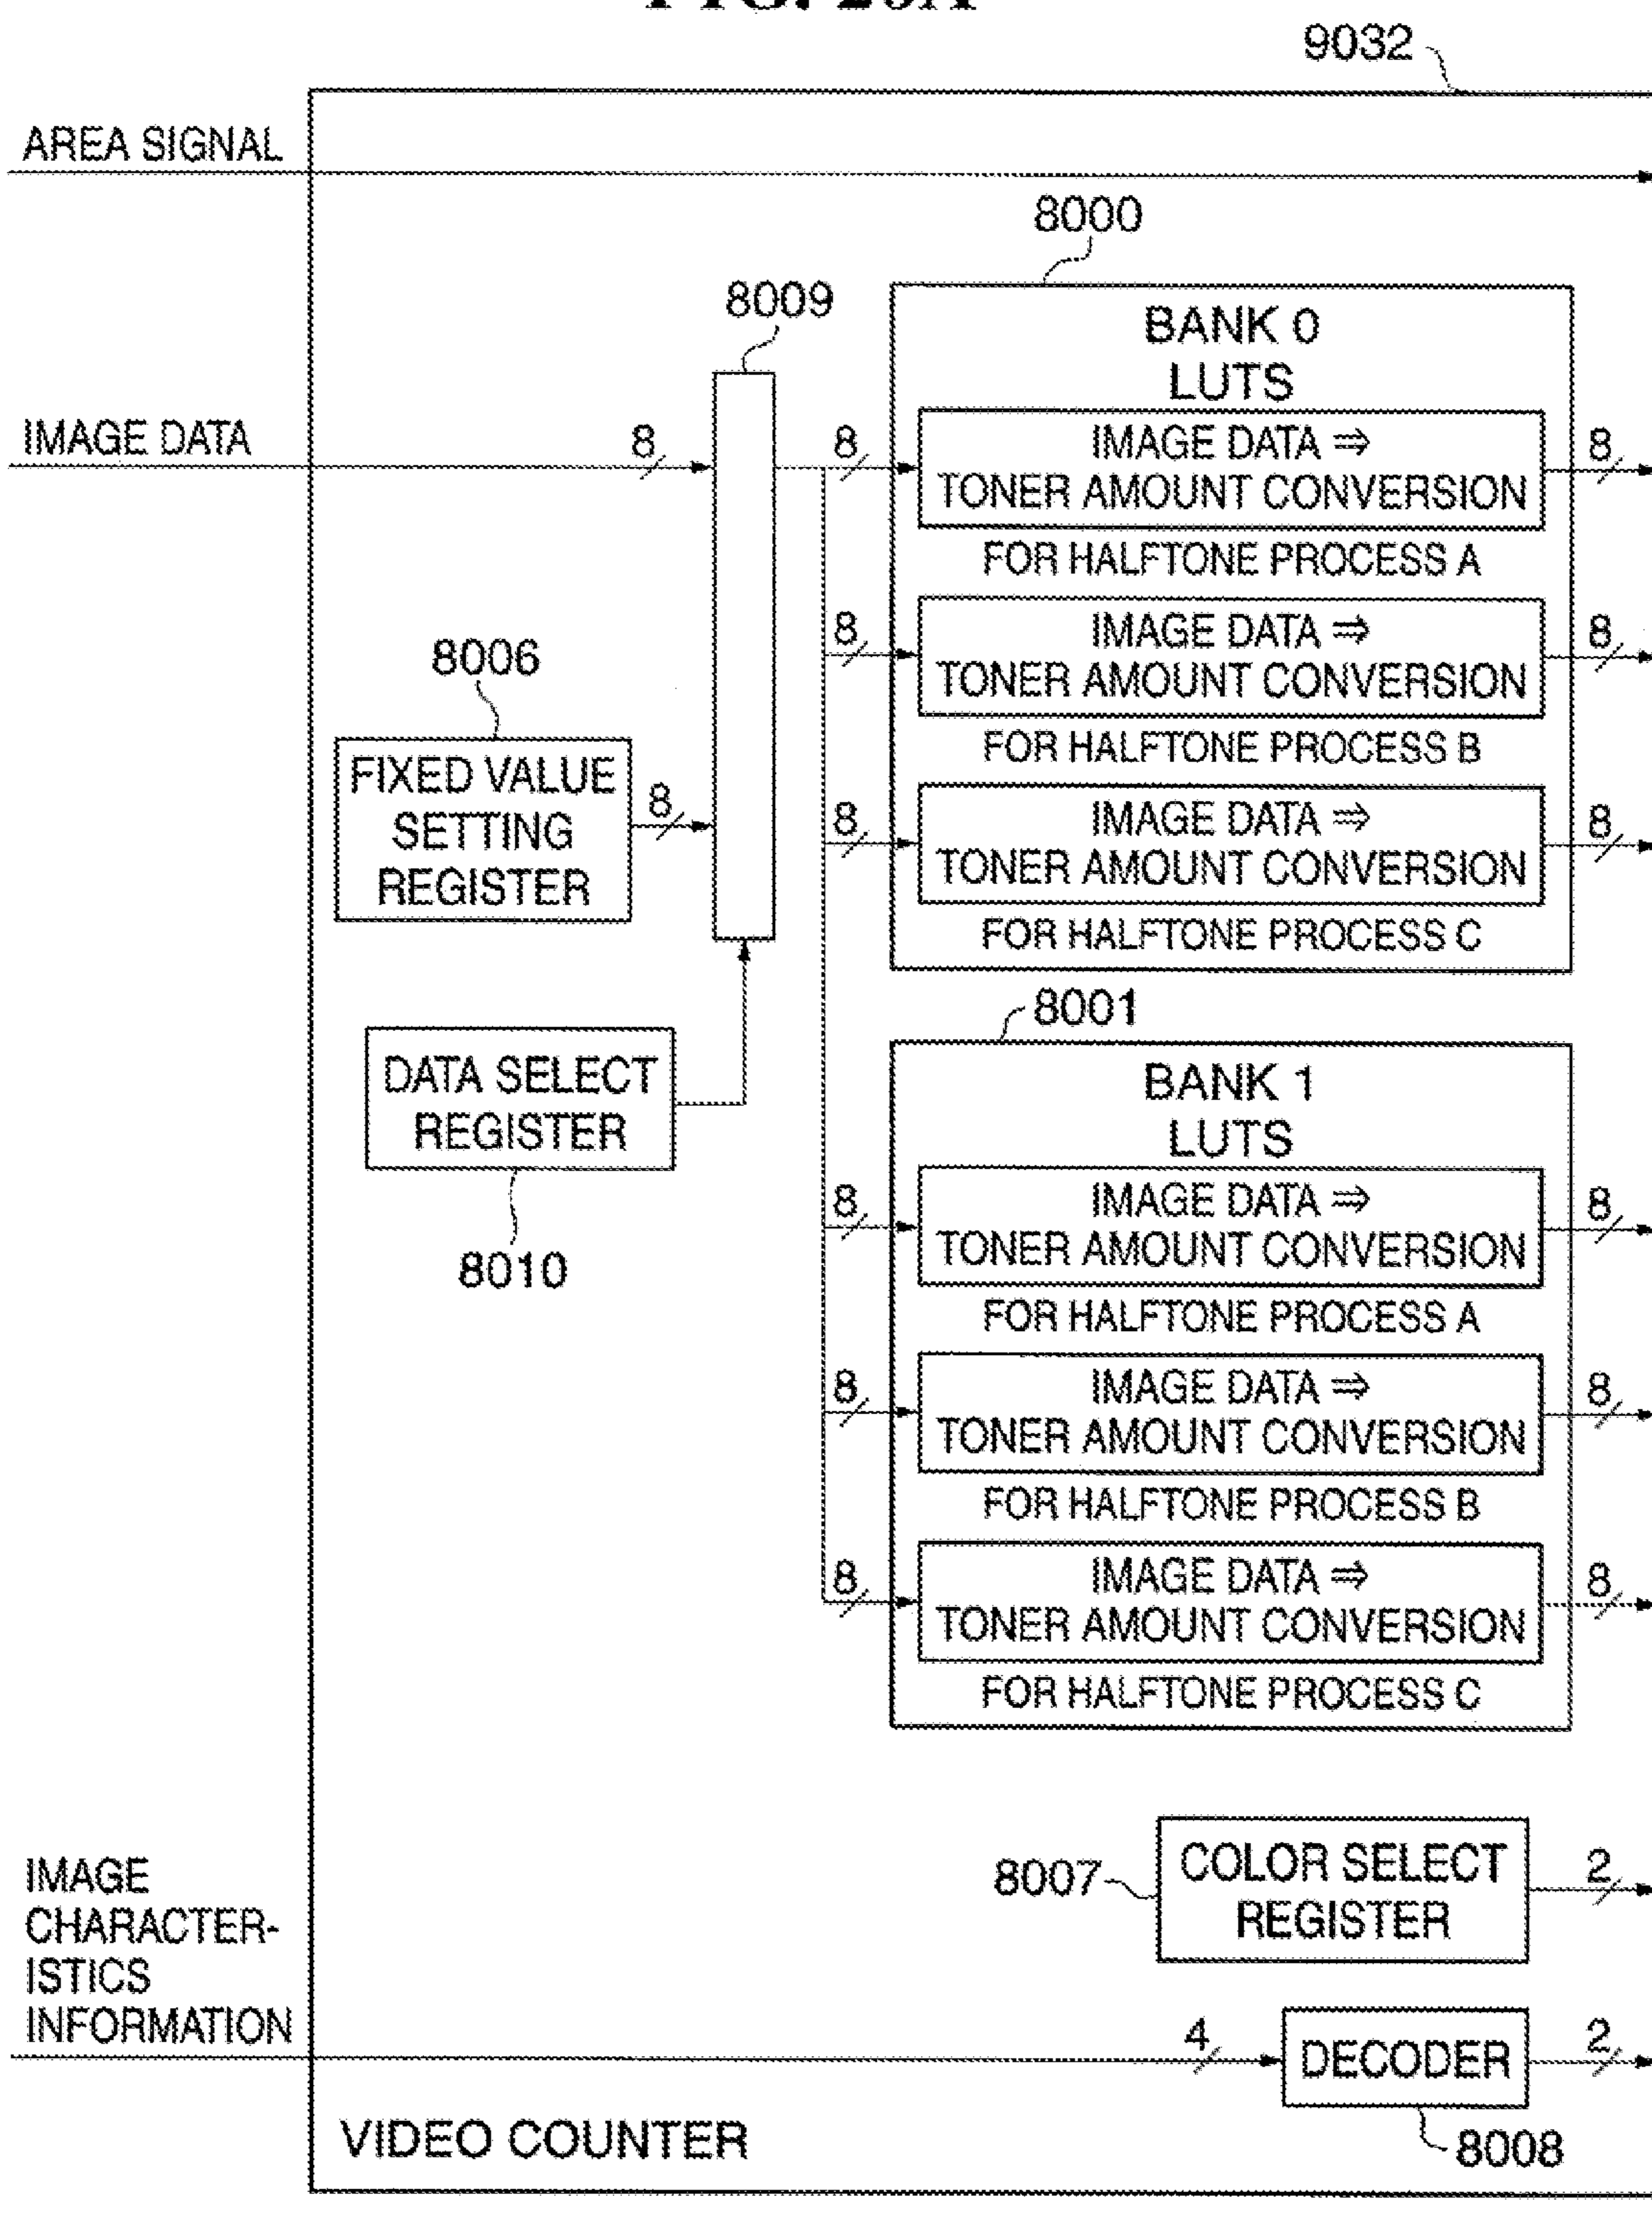 9032
AREA SIGNAL
8000
8009
BANK 0
LUTS
IMAGE DATA
8
8
IMAGE DATA ⇒
TONER AMOUNT CONVERSION
8
FOR HALFTONE PROCESS A
8
IMAGE DATA ⇒
TONER AMOUNT CONVERSION
8
FOR HALFTONE PROCESS B
8006
FIXED VALUE
SETTING
REGISTER
8
8
IMAGE DATA ⇒
TONER AMOUNT CONVERSION
8
FOR HALFTONE PROCESS C
8001
DATA SELECT
REGISTER
8010
BANK 1
LUTS
8
IMAGE DATA ⇒
TONER AMOUNT CONVERSION
8
FOR HALFTONE PROCESS A
8
IMAGE DATA ⇒
TONER AMOUNT CONVERSION
8
FOR HALFTONE PROCESS B
8
IMAGE DATA ⇒
TONER AMOUNT CONVERSION
8
FOR HALFTONE PROCESS C
8007
COLOR SELECT
REGISTER
2
IMAGE
CHARACTER-
ISTICS
INFORMATION
4
DECODER
2
8008
VIDEO COUNTER